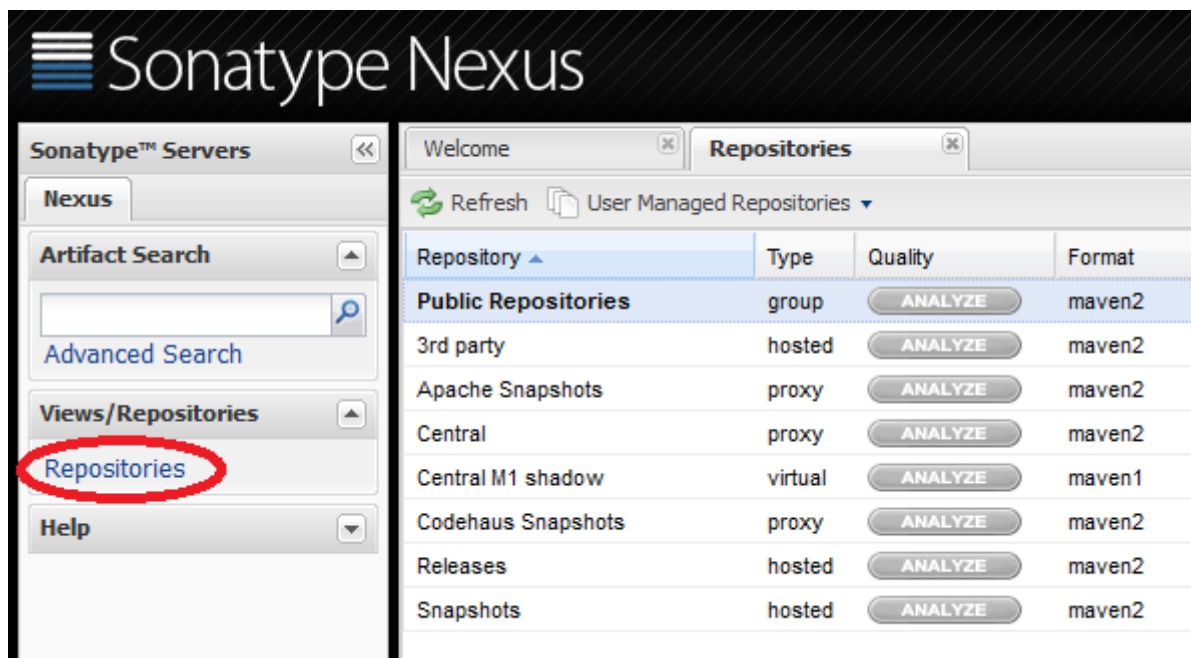 Sonatype Nexus
Sonatype™ Servers
Nexus
Artifact Search
Advanced Search
Views/Repositories
Repositories
Help
Welcome Repositories
Refresh User Managed Repositories
Repository Type Quality Format
Public Repositories group ANALYZE maven2
3rd party hosted ANALYZE maven2
Apache Snapshots proxy ANALYZE maven2
Central proxy ANALYZE maven2
Central M1 shadow virtual ANALYZE maven1
Codehaus Snapshots proxy ANALYZE maven2
Releases hosted ANALYZE maven2
Snapshots hosted ANALYZE maven2